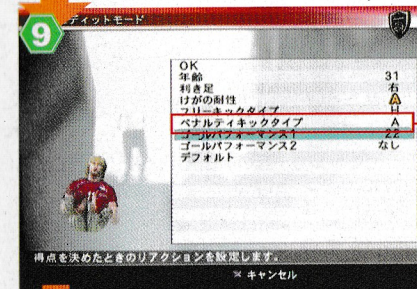 9
ディットモード
OK
年齢 31
利き足 右
けがの耐性 A
フリーキックタイプ H
ペナルティキックタイプ A
ゴールパフォーマンス1 22
ゴールパフォーマンス2 なし
デフォルト
得点を決めたときのリアクションを設定します。
× キャンセル